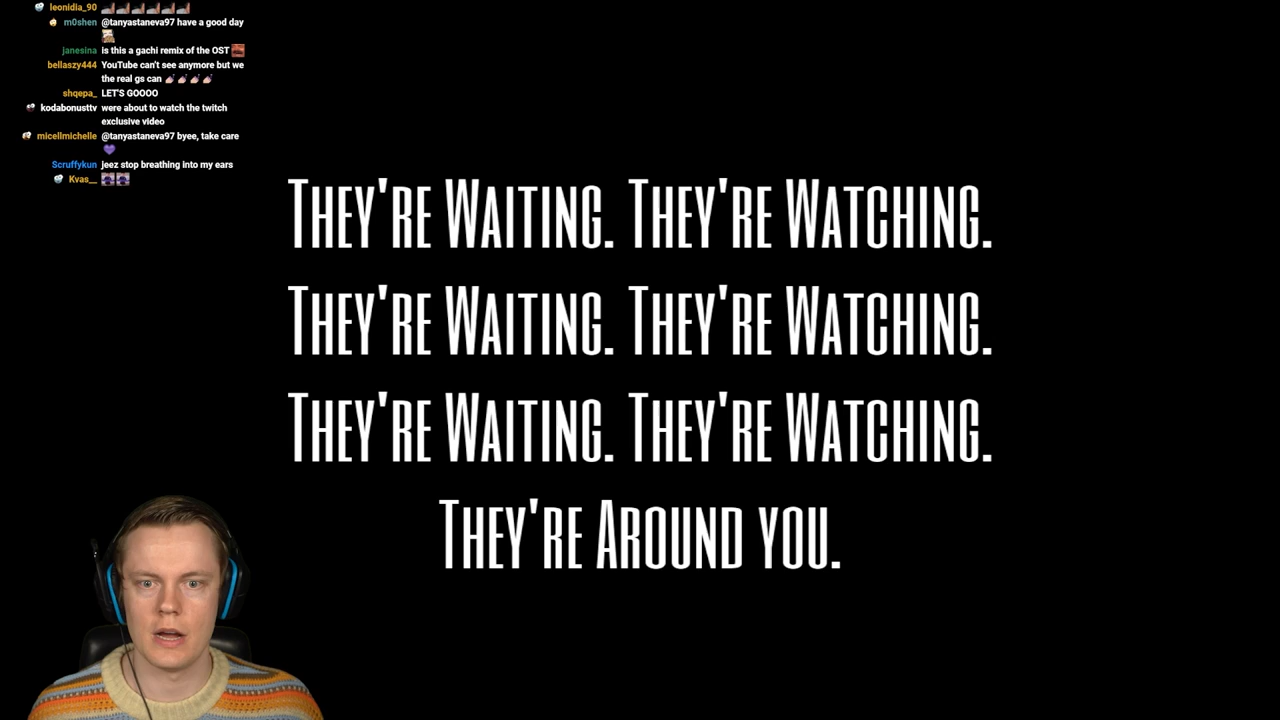 leonidia_90
m0shen @tanyastaneva97 have a good day
janesina is this a gachi remix of the OST
bellaszy444 YouTube can't see anymore but we
the real gs can
shqepa_ LET'S GOOOO
kodabonusttv were about to watch the twitch
exclusive video
micellmichelle @tanyastaneva97 byee, take care
Scruffykun jeez stop breathing into my ears
Kvas__
They're Waiting. They're Watching.
They're Waiting. They're Watching.
They're Waiting. They're Watching.
They're Around you.